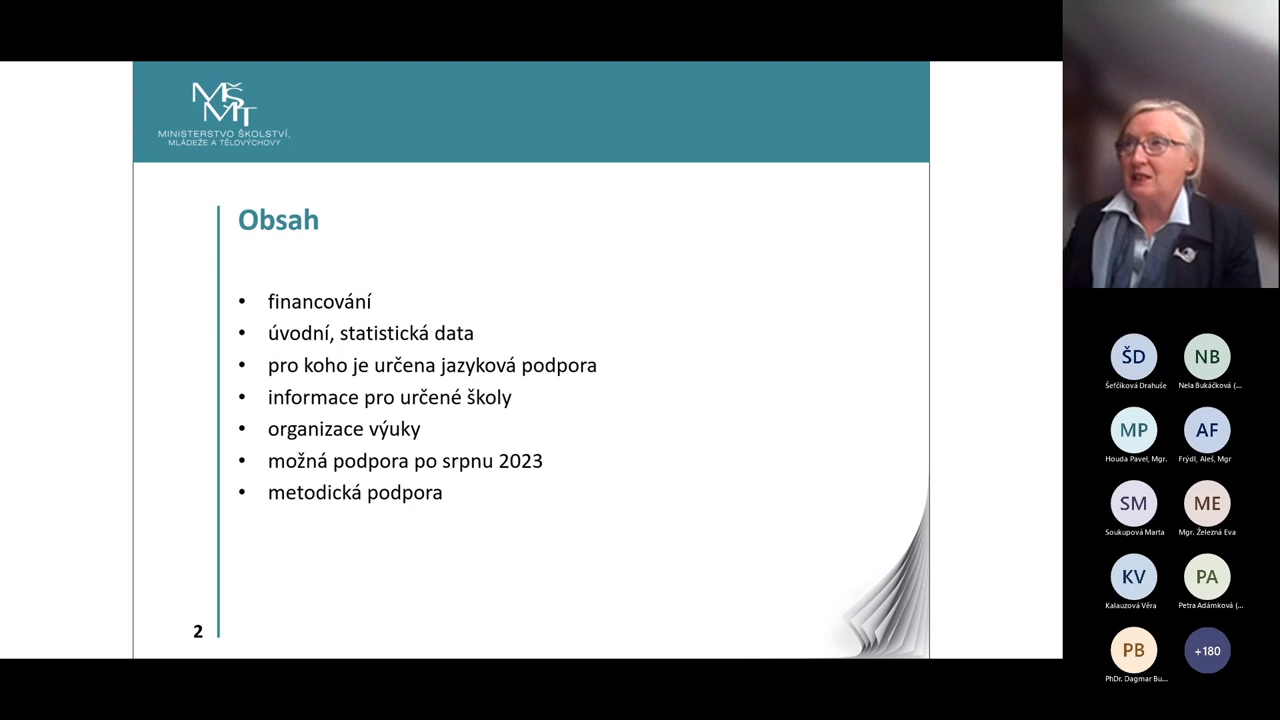 MŠMT
MINISTERSTVO ŠKOLSTVÍ,
MLÁDEŽE A TĚLOVÝCHOVY
Obsah
• financování
• úvodní, statistická data
• pro koho je určena jazyková podpora
• informace pro určené školy
• organizace výuky
• možná podpora po srpnu 2023
• metodická podpora
2
ŠD NB
Šefčíková Drahuše Nela Bukáčková (...
MP AF
Houda Pavel, Mgr. Frýdl, Aleš, Mgr
SM ME
Soukupová Marta Mgr. Železná Eva
KV PA
Kalauzová Věra Petra Adámková (...
PB +180
PhDr. Dagmar Bu...